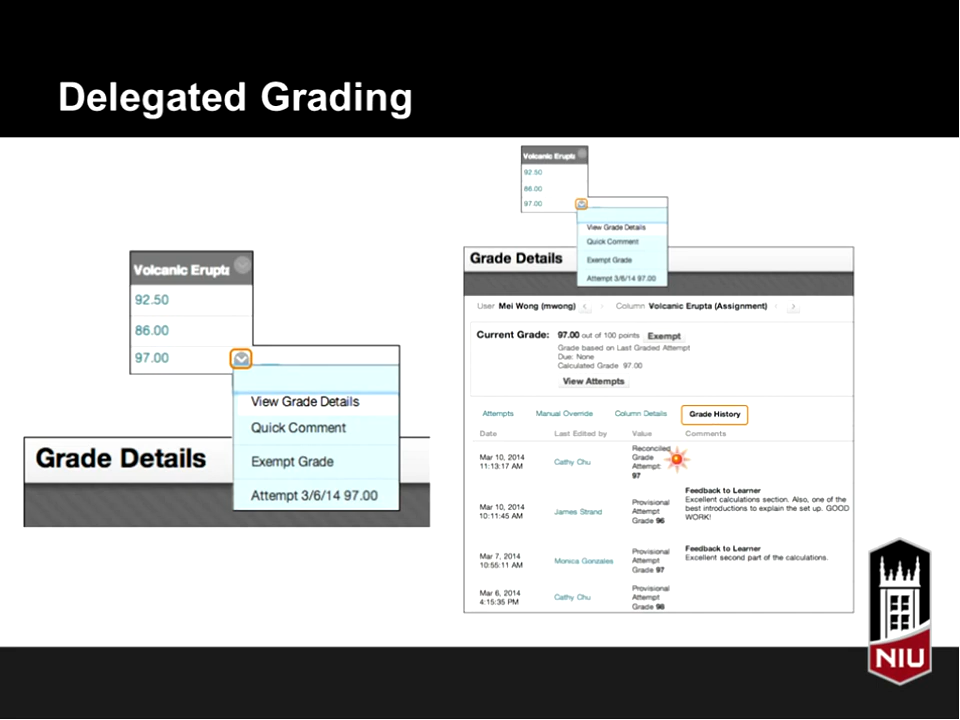 Delegated Grading
Volcanic Erupta
92.50
86.00
97.00
View Grade Details
Quick Comment
Exempt Grade
Attempt 3/6/14 97.00
Grade Details
Volcanic Erupta
92.50
86.00
97.00
View Grade Details
Quick Comment
Exempt Grade
Attempt 3/6/14 97.00
Grade Details
User Mei Wong (mwong) Column Volcanic Erupta (Assignment)
Current Grade: 97.00 out of 100 points Exempt
Grade based on Last Graded Attempt
Due: None
Calculated Grade 97.00
View Attempts
Attempts Manual Override Column Details Grade History
Date Last Edited by Value Comments
Mar 10, 2014
11:13:17 AM
Cathy Chu
Reconciled
Grade
Attempt:
97
Mar 10, 2014
10:11:45 AM
James Strand
Provisional
Attempt
Grade 96
Feedback to Learner
Excellent calculations section. Also, one of the
best introductions to explain the set up. GOOD
WORK!
Mar 7, 2014
10:55:11 AM
Monica Gonzales
Provisional
Attempt
Grade 97
Feedback to Learner
Excellent second part of the calculations.
Mar 6, 2014
4:15:35 PM
Cathy Chu
Provisional
Attempt
Grade 98
NIU